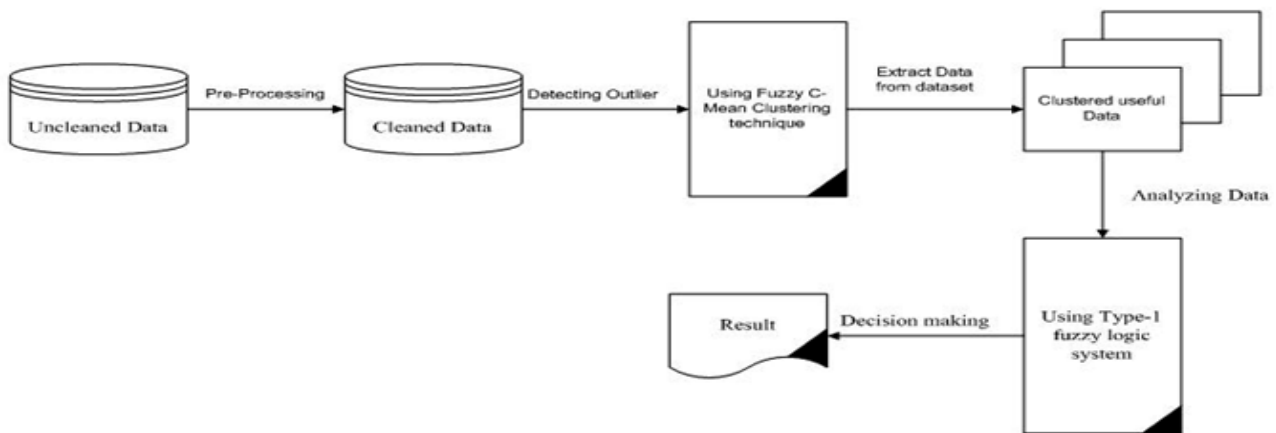 Uncleaned Data
Pre-Processing
Cleaned Data
Detecting Outlier
Using Fuzzy C-
Mean Clustering
technique
Extract Data
from dataset
Clustered useful
Data
Analyzing Data
Using Type-1
fuzzy logic
system
Decision making
Result